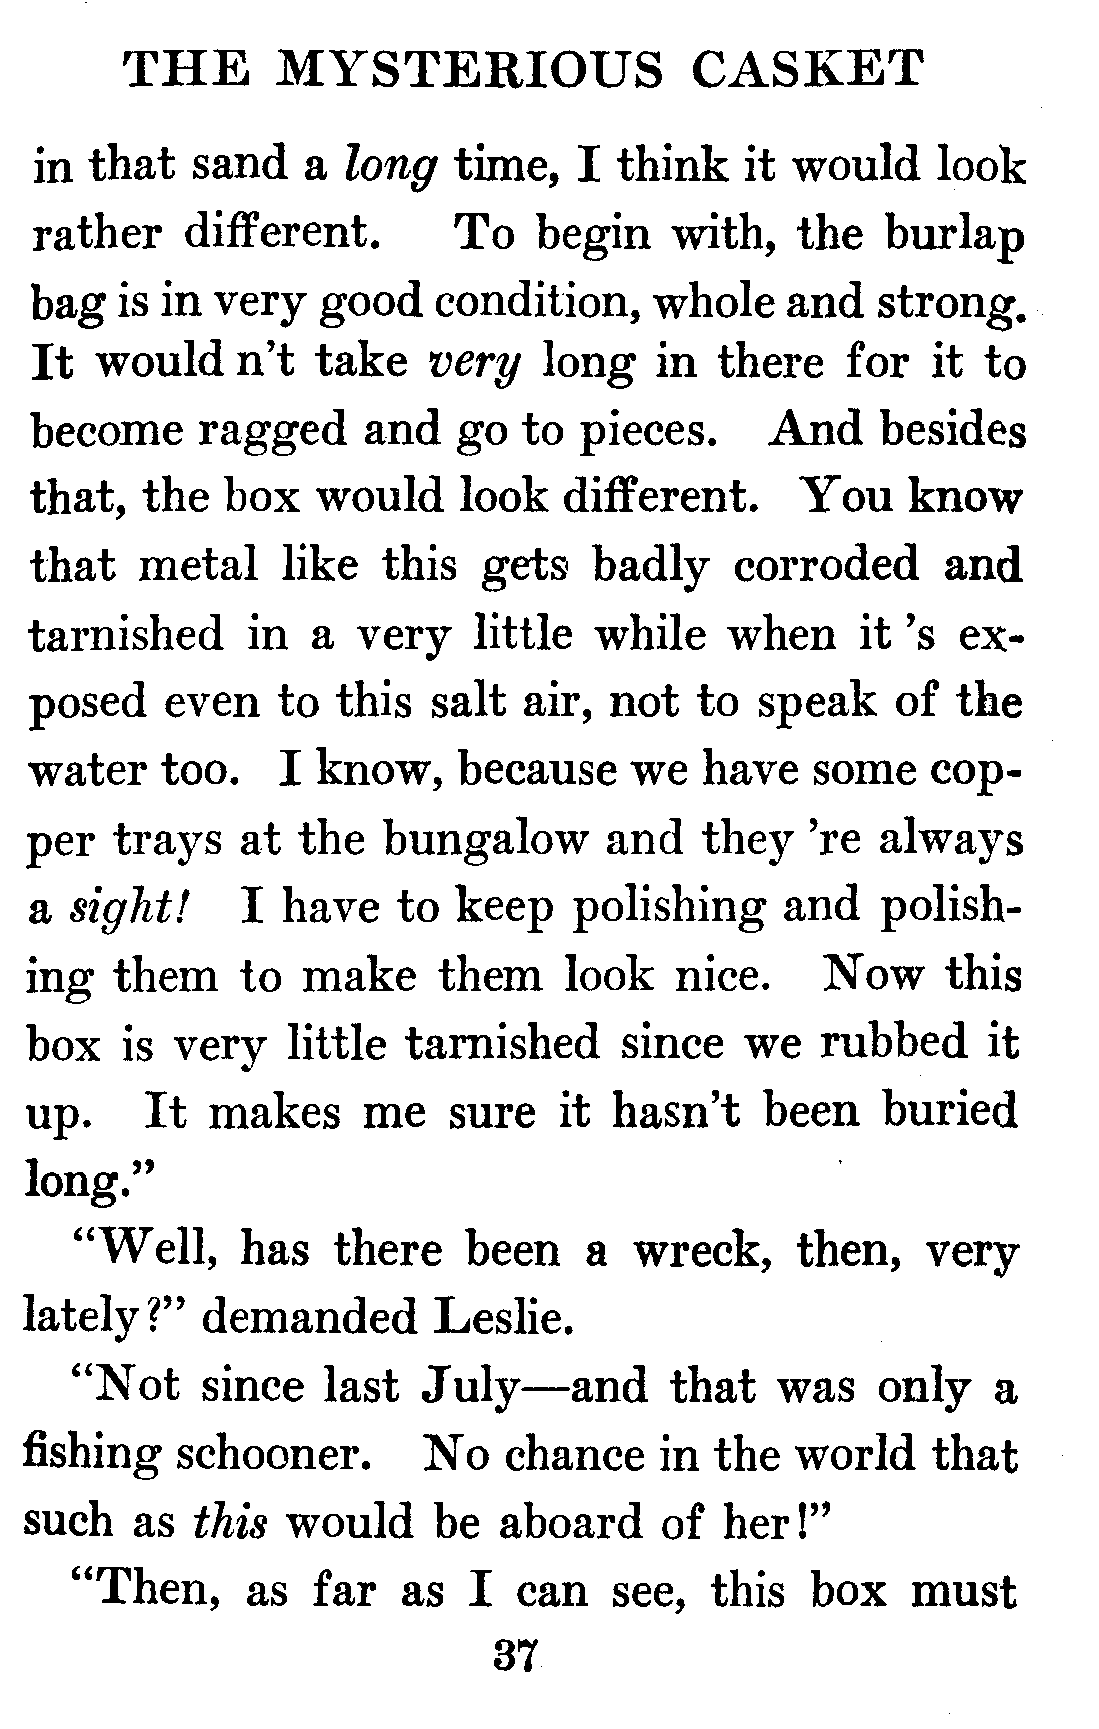 THE MYSTERIOUS CASKET
in that sand a long time, I think it would look
rather different. To begin with, the burlap
bag is in very good condition, whole and strong.
It would n't take very long in there for it to
become ragged and go to pieces. And besides
that, the box would look different. You know
that metal like this gets badly corroded and
tarnished in a very little while when it 's ex-
posed even to this salt air, not to speak of the
water too. I know, because we have some cop-
per trays at the bungalow and they 're always
a sight! I have to keep polishing and polish-
ing them to make them look nice. Now this
box is very little tarnished since we rubbed it
up. It makes me sure it hasn't been buried
long."
"Well, has there been a wreck, then, very
lately?" demanded Leslie.
"Not since last July—and that was only a
fishing schooner. No chance in the world that
such as this would be aboard of her!"
"Then, as far as I can see, this box must
37